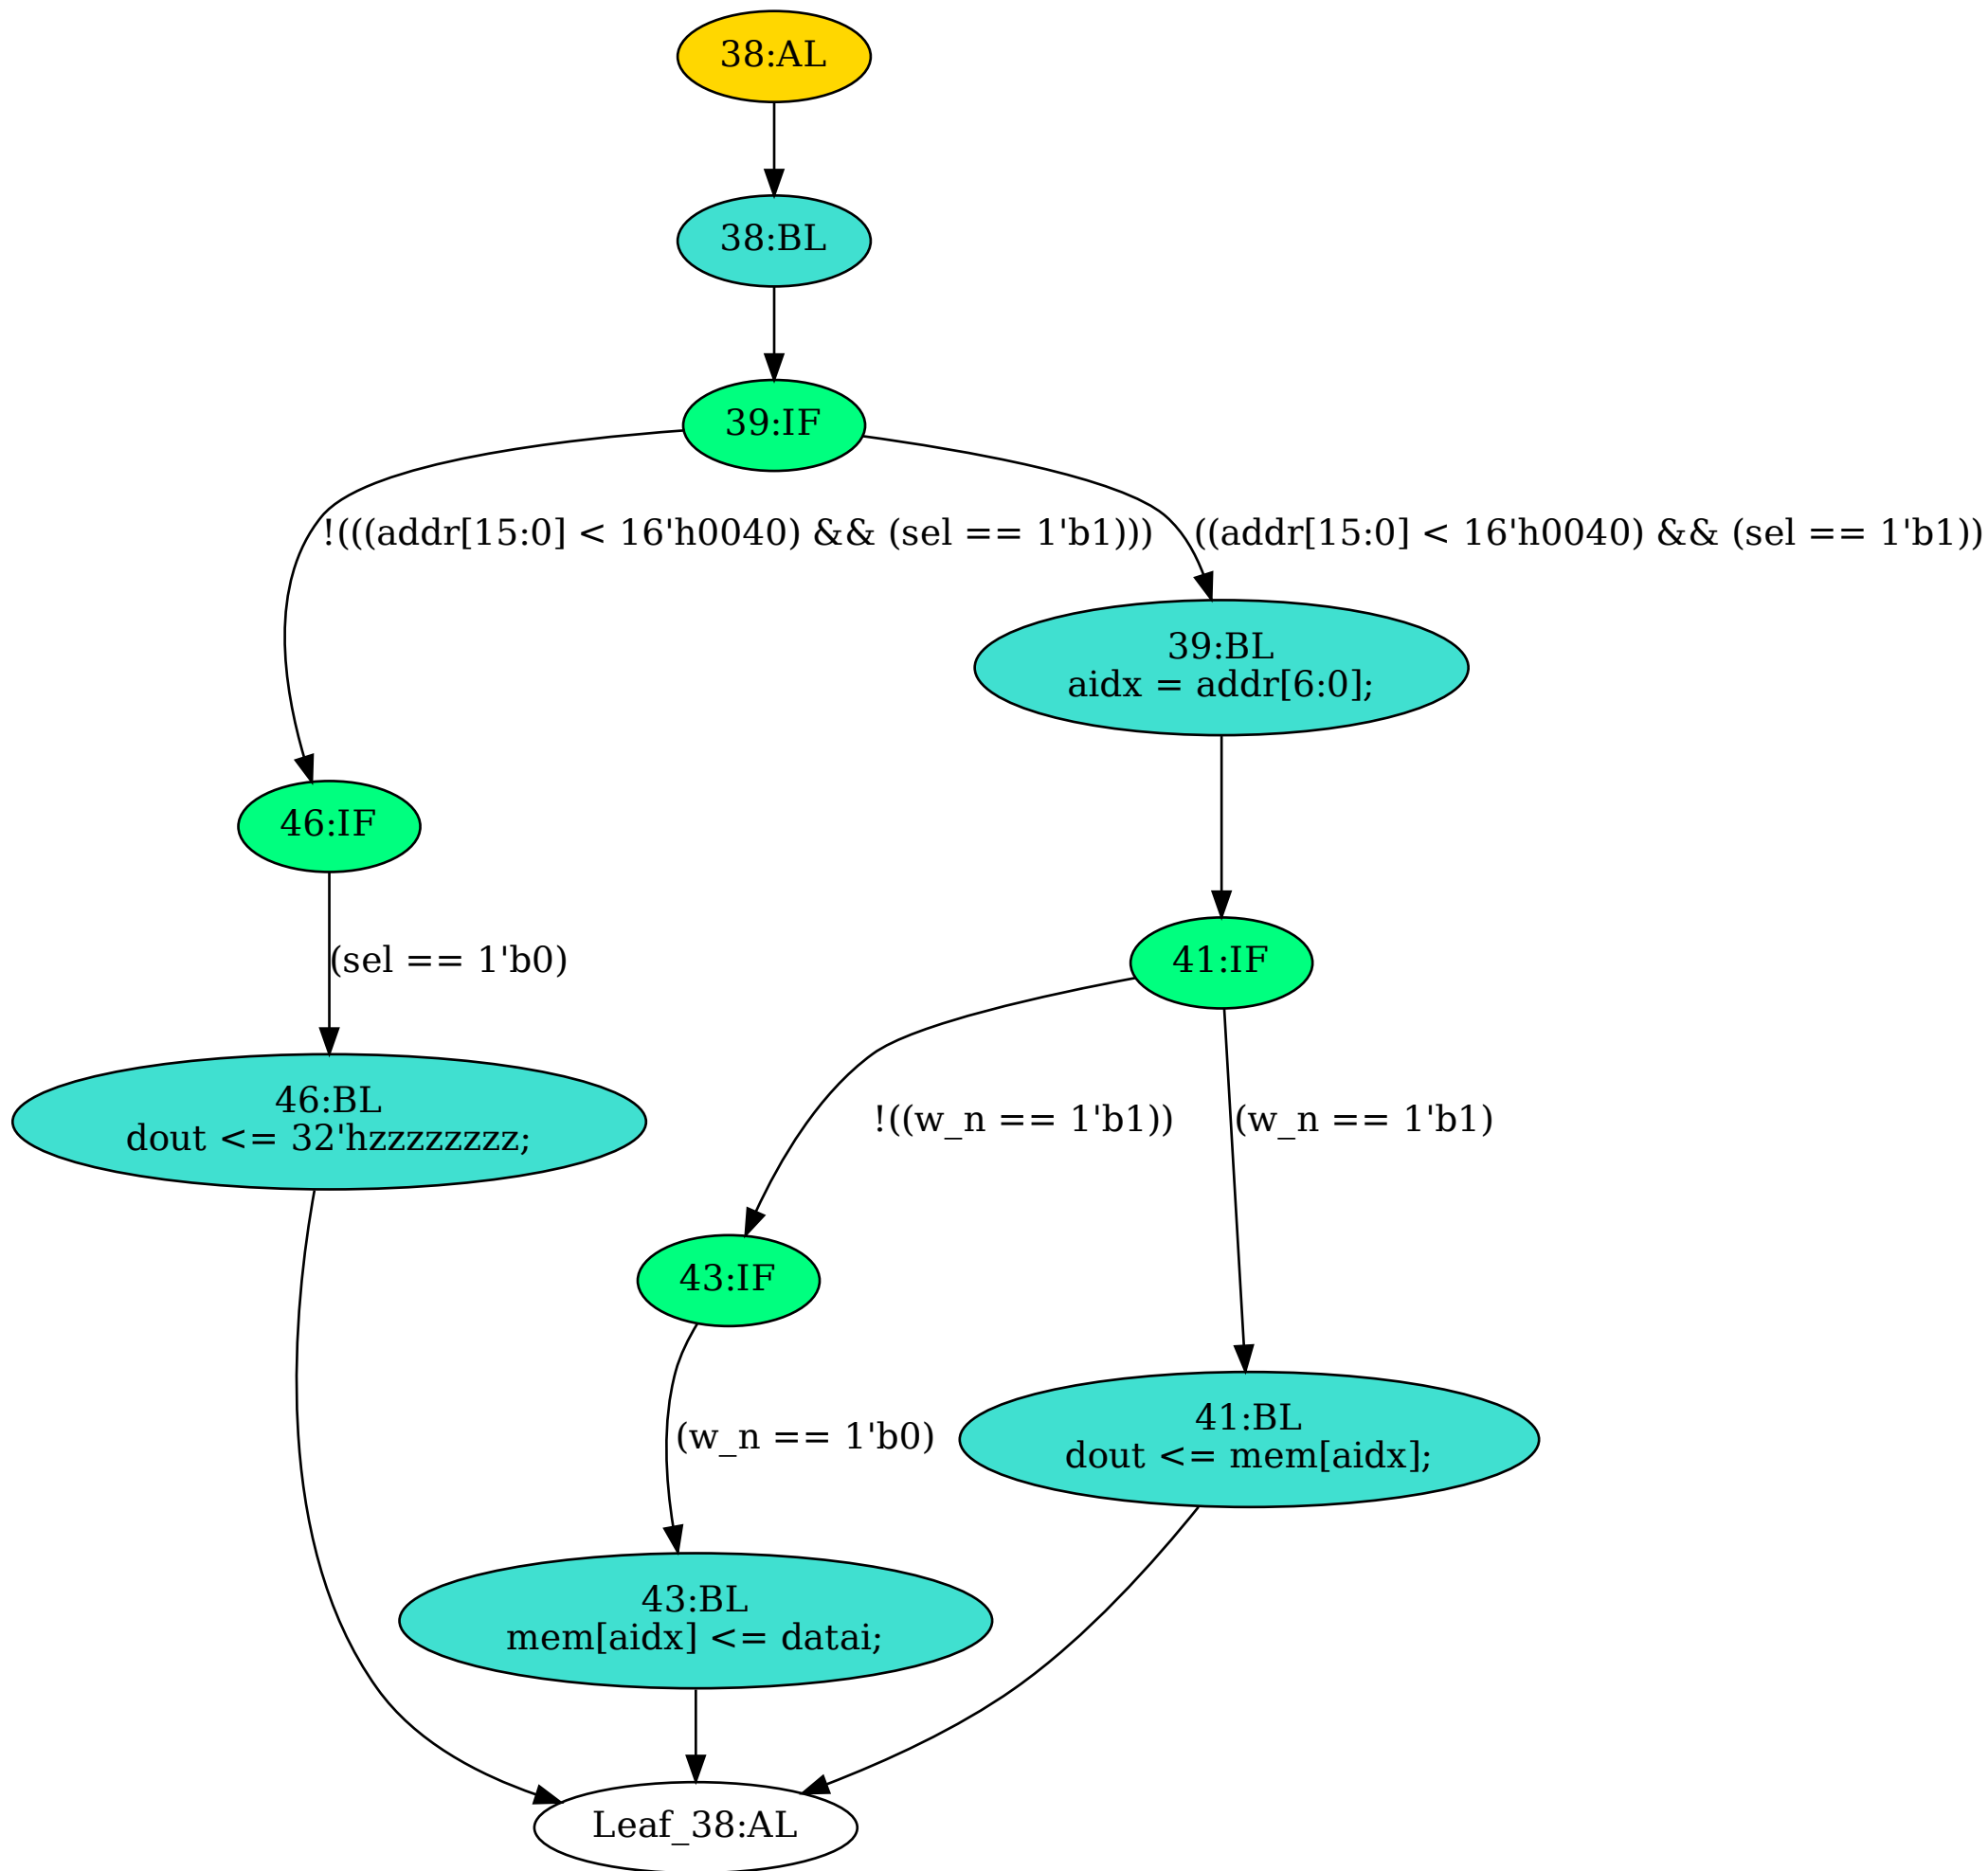 38:AL
38:BL
39:IF
!(((addr[15:0] < 16'h0040) && (sel == 1'b1)))
((addr[15:0] < 16'h0040) && (sel == 1'b1))
39:BL
aidx = addr[6:0];
46:IF
41:IF
(sel == 1'b0)
46:BL
dout <= 32'hzzzzzzzz;
!((w_n == 1'b1))
(w_n == 1'b1)
43:IF
41:BL
dout <= mem[aidx];
(w_n == 1'b0)
43:BL
mem[aidx] <= datai;
Leaf_38:AL